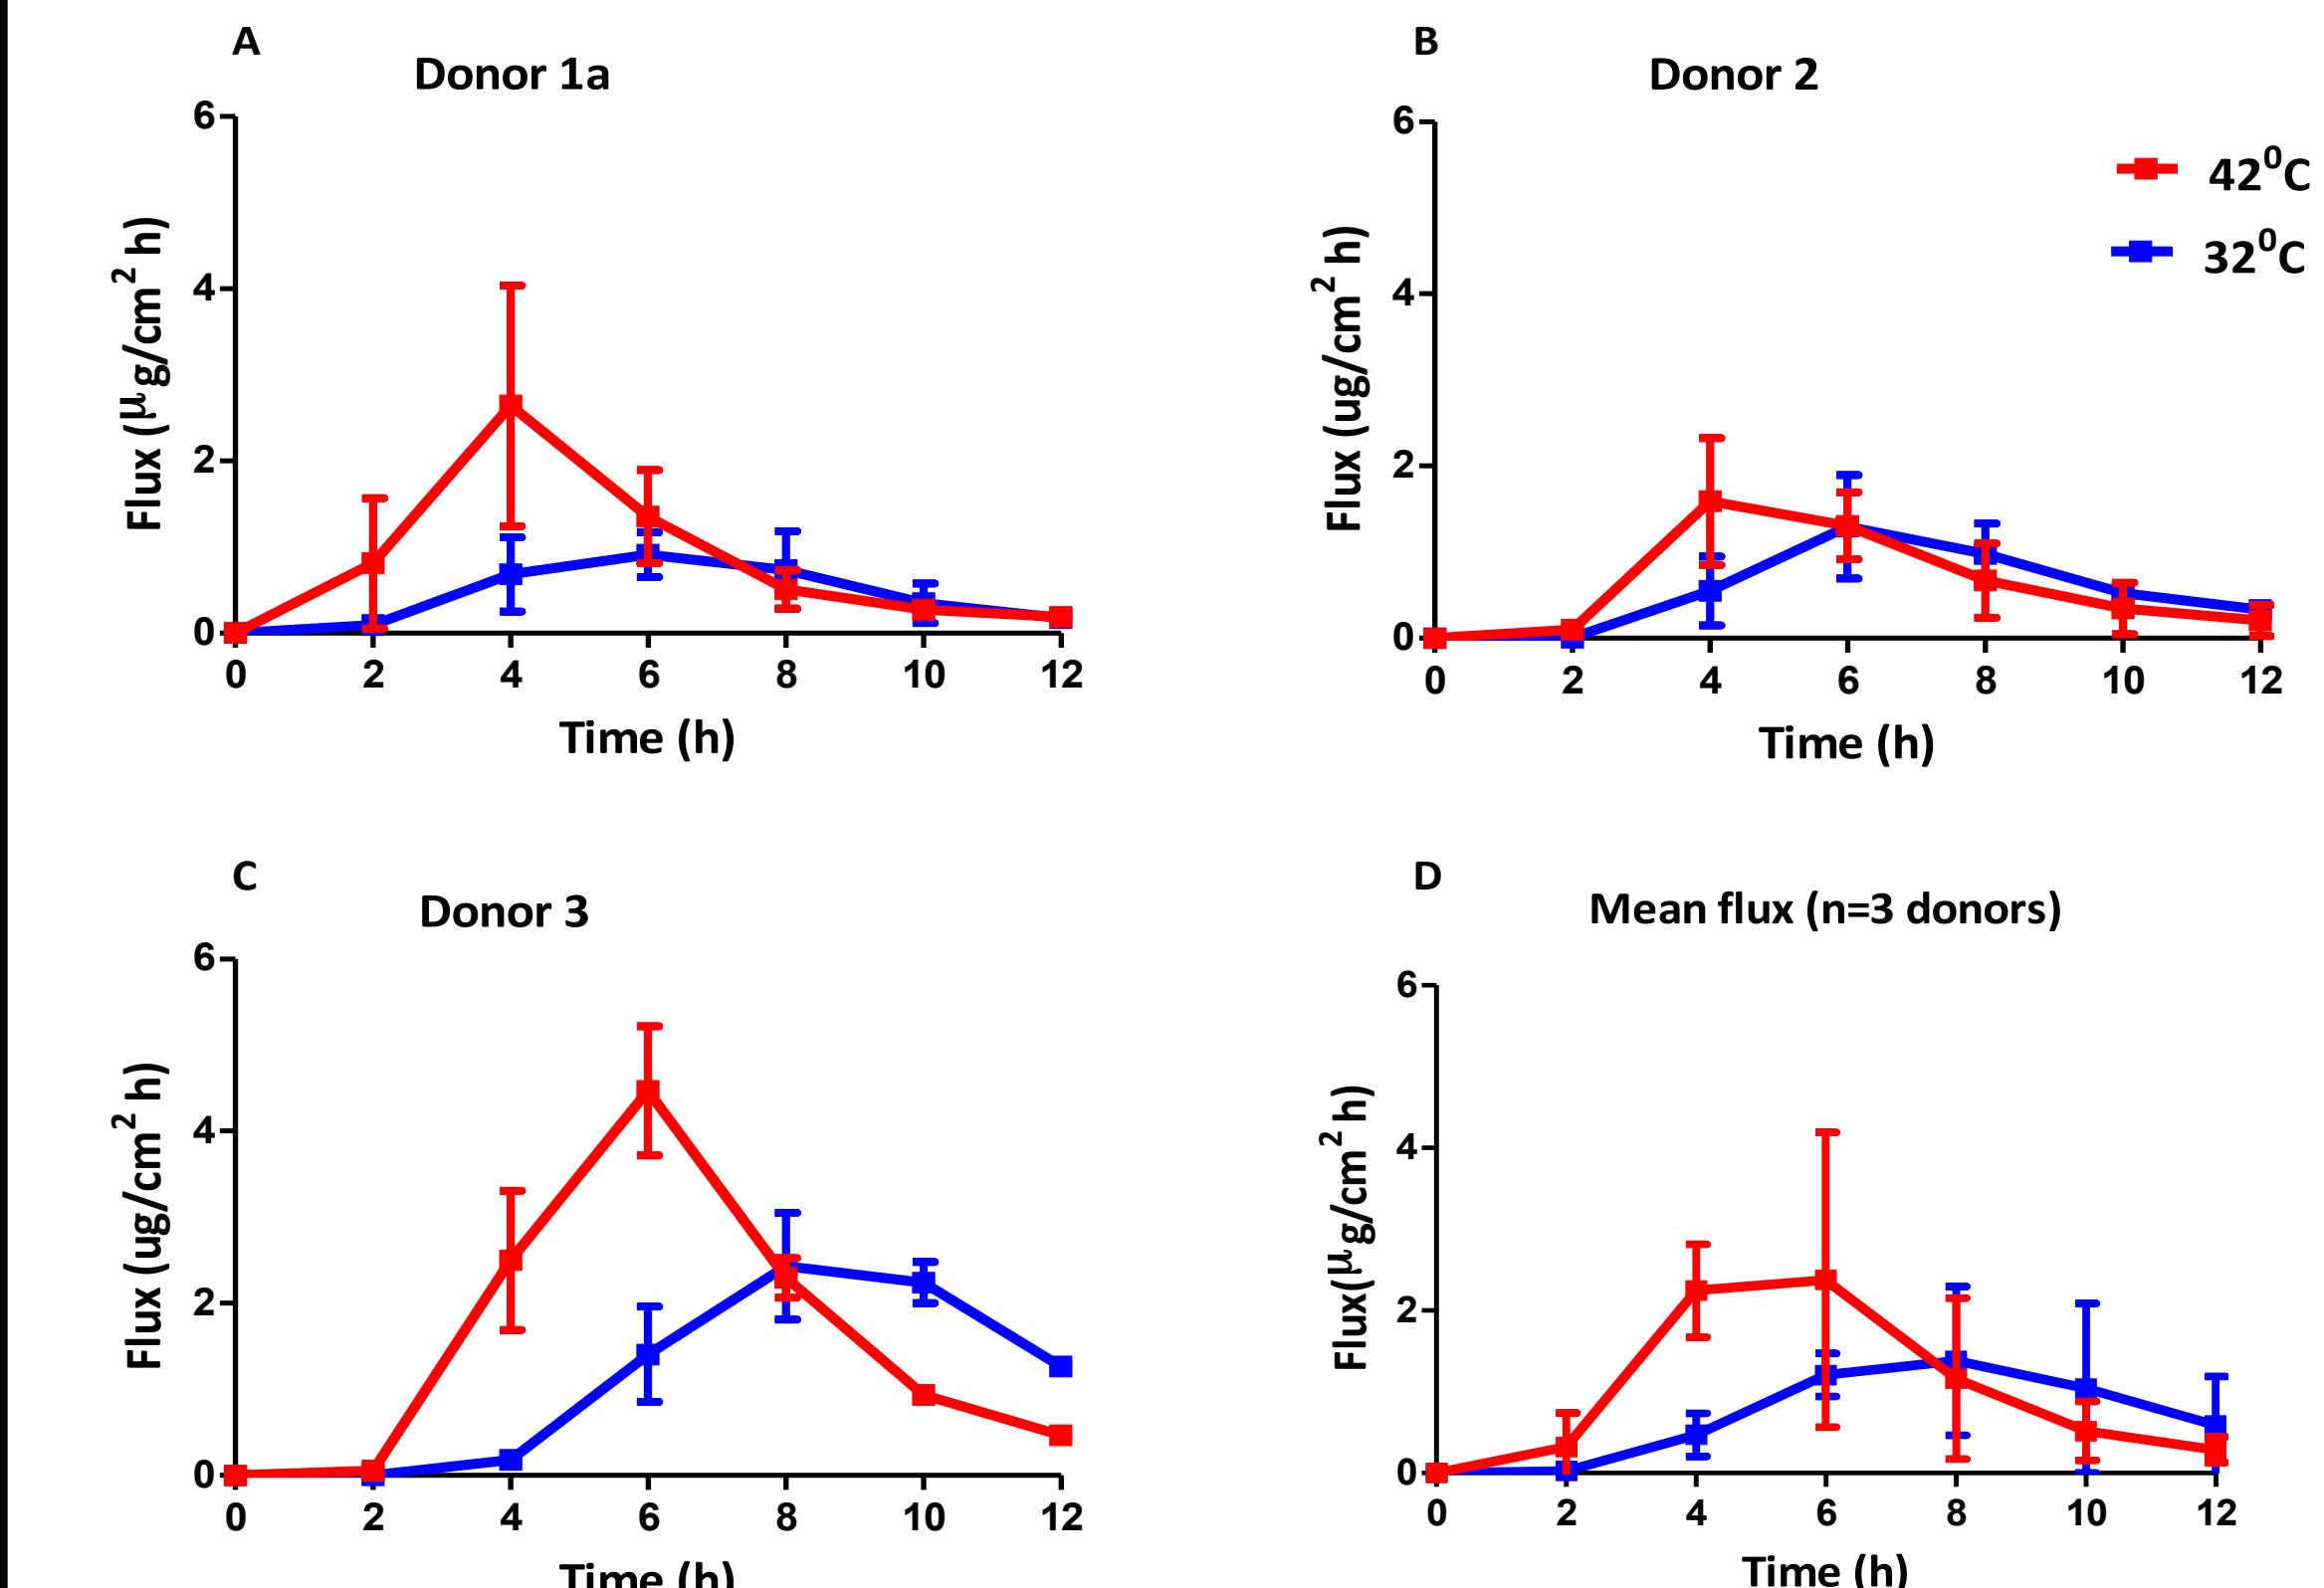 A
Donor 1a
6
4
2
0
0 2 4 6 8 10 12
Flux (μg/cm² h)
Time (h)
B
Donor 2
6
4
2
0
0 2 4 6 8 10 12
Flux (ug/cm² h)
Time (h)
42⁰C
32⁰C
C
Donor 3
6
4
2
0
0 2 4 6 8 10 12
Flux (ug/cm² h)
Time (h)
D
Mean flux (n=3 donors)
6
4
2
0
0 2 4 6 8 10 12
Flux(μg/cm² h)
Time (h)